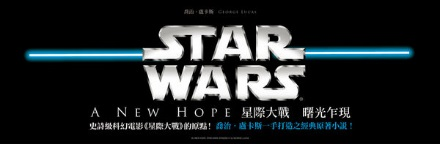 喬治．盧卡斯 GEORGE LUCAS
STAR WARS
A NEW HOPE 星際大戰 曙光乍現
史詩級科幻電影《星際大戰》的原點！喬治．盧卡斯一手打造之經典原著小說！